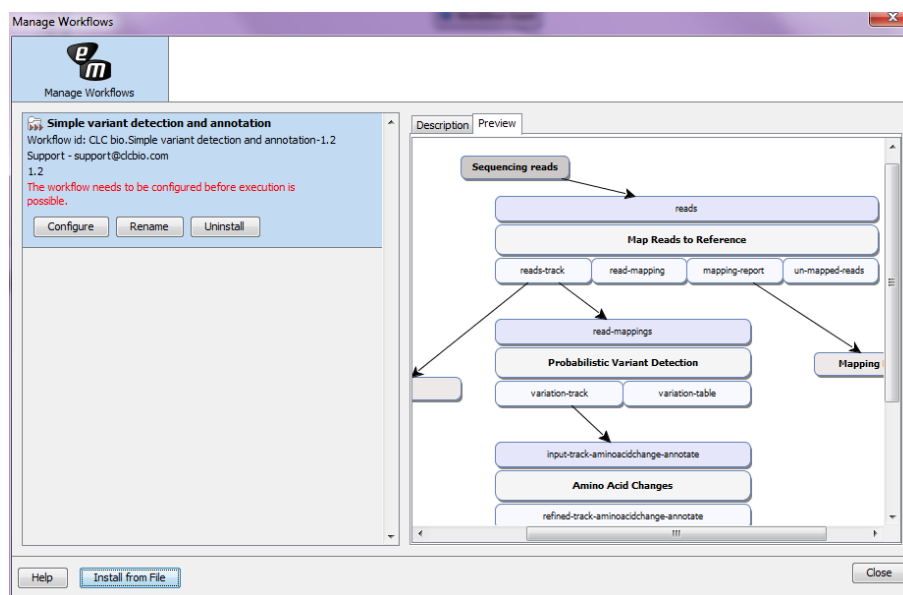 Manage Workflows
em
Manage Workflows
Simple variant detection and annotation
Workflow id: CLC bio.Simple variant detection and annotation-1.2
Support - support@clcbio.com
1.2
The workflow needs to be configured before execution is
possible.
Configure Rename Uninstall
Description Preview
Sequencing reads
reads
Map Reads to Reference
reads-track read-mapping mapping-report un-mapped-reads
read-mappings
Probabilistic Variant Detection
Mapping
variation-track variation-table
input-track-aminoacidchange-annotate
Amino Acid Changes
refined-track-aminoacidchange-annotate
Help Install from File Close